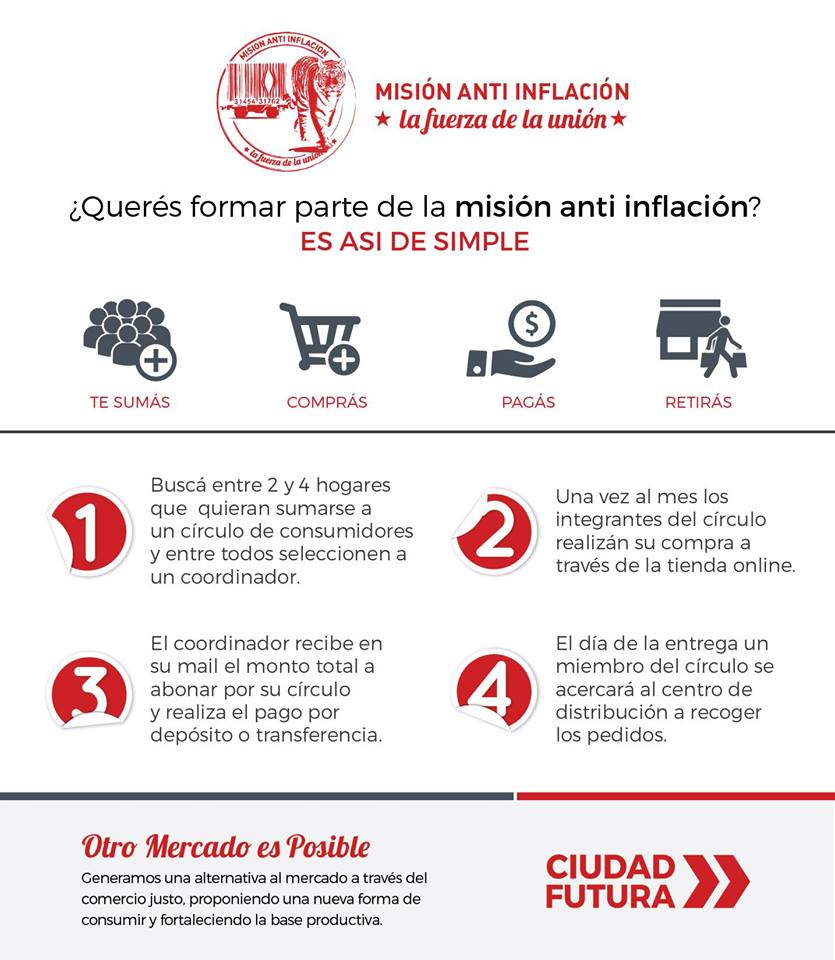 MISIÓN ANTI INFLACIÓN
31454 31762
la fuerza de la unión
MISIÓN ANTI INFLACIÓN
la fuerza de la unión
¿Querés formar parte de la misión anti inflación?
ES ASI DE SIMPLE
TE SUMÁS
COMPRÁS
PAGÁS
RETIRÁS
1
Buscá entre 2 y 4 hogares
que quieran sumarse a
un círculo de consumidores
y entre todos seleccionen a
un coordinador.
2
Una vez al mes los
integrantes del círculo
realizán su compra a
través de la tienda online.
3
El coordinador recibe en
su mail el monto total a
abonar por su círculo
y realiza el pago por
depósito o transferencia.
4
El día de la entrega un
miembro del círculo se
acercará al centro de
distribución a recoger
los pedidos.
Otro Mercado es Posible
Generamos una alternativa al mercado a través del
comercio justo, proponiendo una nueva forma de
consumir y fortaleciendo la base productiva.
CIUDAD
FUTURA